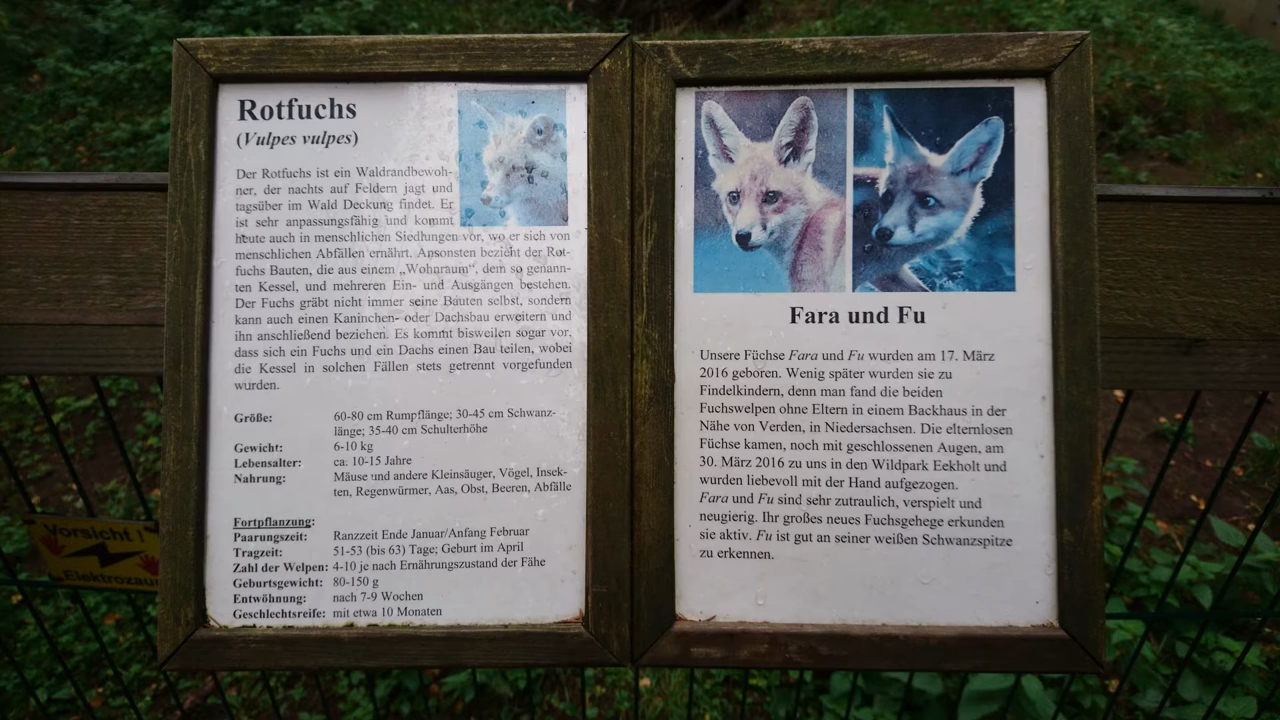 Rotfuchs
(Vulpes vulpes)
Der Rotfuchs ist ein Waldrandbewoh-
ner, der nachts auf Feldern jagt und
tagsüber im Wald Deckung findet. Er
ist sehr anpassungsfähig und kommt
heute auch in menschlichen Siedlungen vor, wo er sich von
menschlichen Abfällen ernährt. Ansonsten bezieht der Rot-
fuchs Bauten, die aus einem „Wohnraum“, dem so genann-
ten Kessel, und mehreren Ein- und Ausgängen bestehen.
Der Fuchs gräbt nicht immer seine Bauten selbst, sondern
kann auch einen Kaninchen- oder Dachsbau erweitern und
ihn anschließend beziehen. Es kommt bisweilen sogar vor,
dass sich ein Fuchs und ein Dachs einen Bau teilen, wobei
die Kessel in solchen Fällen stets getrennt vorgefunden
wurden.
Größe: 60-80 cm Rumpflänge; 30-45 cm Schwanz-
länge; 35-40 cm Schulterhöhe
Gewicht: 6-10 kg
Lebensalter: ca. 10-15 Jahre
Nahrung: Mäuse und andere Kleinsäuger, Vögel, Insek-
ten, Regenwürmer, Aas, Obst, Beeren, Abfälle
Fortpflanzung:
Paarungszeit: Ranzzeit Ende Januar/Anfang Februar
Tragzeit: 51-53 (bis 63) Tage; Geburt im April
Zahl der Welpen: 4-10 je nach Ernährungszustand der Fähe
Geburtsgewicht: 80-150 g
Entwöhnung: nach 7-9 Wochen
Geschlechtsreife: mit etwa 10 Monaten
Fara und Fu
Unsere Füchse Fara und Fu wurden am 17. März
2016 geboren. Wenig später wurden sie zu
Findelkindern, denn man fand die beiden
Fuchswelpen ohne Eltern in einem Backhaus in der
Nähe von Verden, in Niedersachsen. Die elternlosen
Füchse kamen, noch mit geschlossenen Augen, am
30. März 2016 zu uns in den Wildpark Eekholt und
wurden liebevoll mit der Hand aufgezogen.
Fara und Fu sind sehr zutraulich, verspielt und
neugierig. Ihr großes neues Fuchsgehege erkunden
sie aktiv. Fu ist gut an seiner weißen Schwanzspitze
zu erkennen.
Vorsicht !
Elektrozau